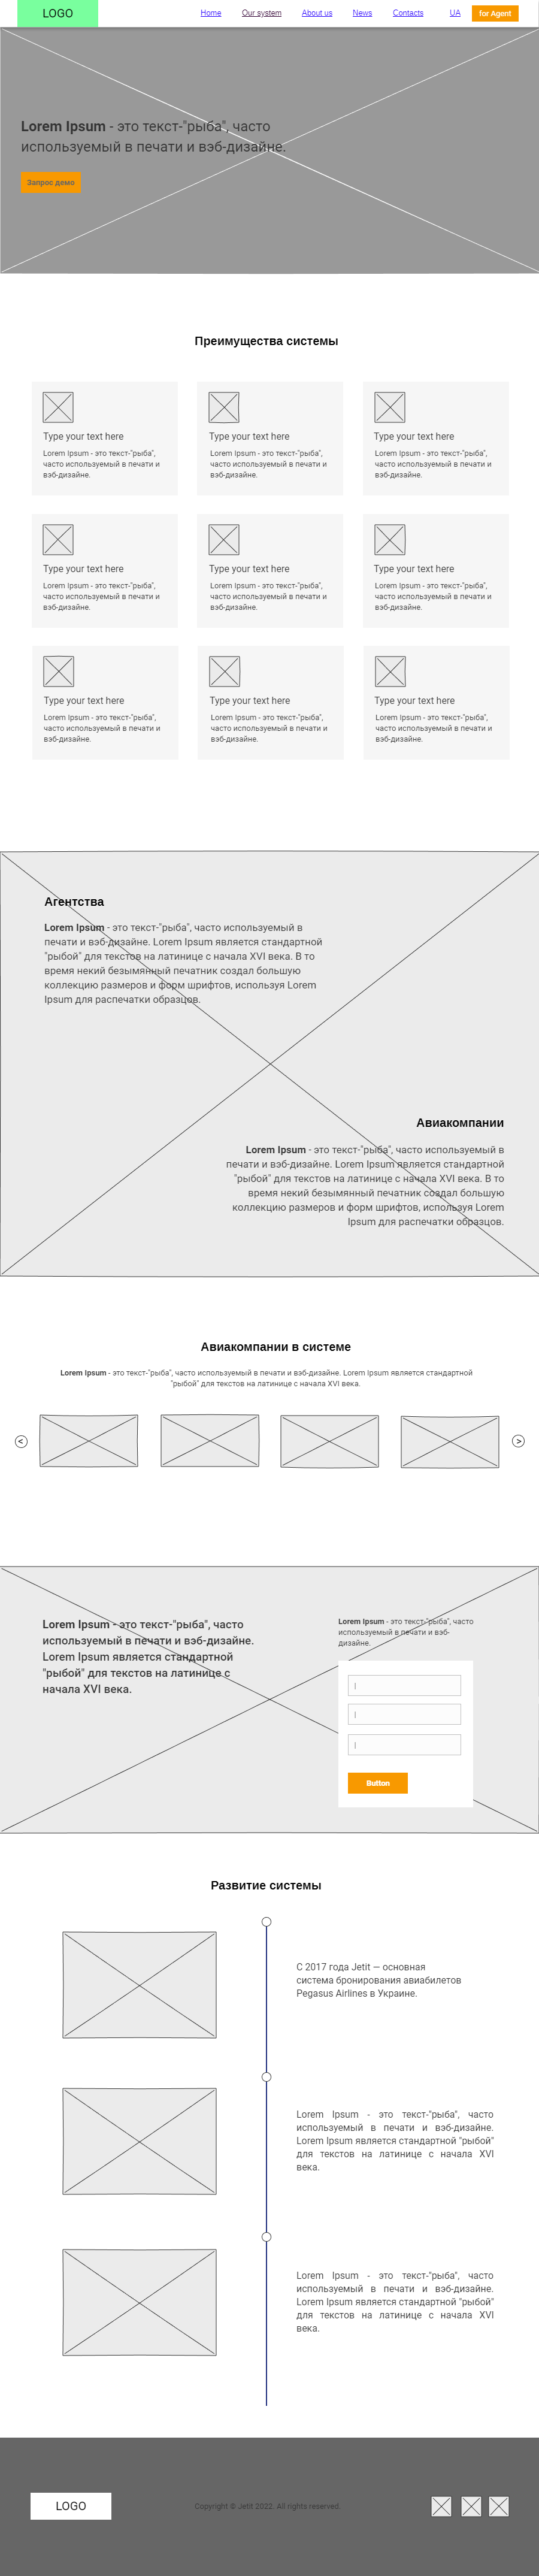 LOGO
Home Our system About us News Contacts UA for Agent
Lorem Ipsum - это текст-"рыба", часто
используемый в печати и вэб-дизайне.
Запрос демо
Преимущества системы
Type your text here
Lorem Ipsum - это текст-"рыба",
часто используемый в печати и
вэб-дизайне.
Type your text here
Lorem Ipsum - это текст-"рыба",
часто используемый в печати и
вэб-дизайне.
Type your text here
Lorem Ipsum - это текст-"рыба",
часто используемый в печати и
вэб-дизайне.
Type your text here
Lorem Ipsum - это текст-"рыба",
часто используемый в печати и
вэб-дизайне.
Type your text here
Lorem Ipsum - это текст-"рыба",
часто используемый в печати и
вэб-дизайне.
Type your text here
Lorem Ipsum - это текст-"рыба",
часто используемый в печати и
вэб-дизайне.
Type your text here
Lorem Ipsum - это текст-"рыба",
часто используемый в печати и
вэб-дизайне.
Type your text here
Lorem Ipsum - это текст-"рыба",
часто используемый в печати и
вэб-дизайне.
Type your text here
Lorem Ipsum - это текст-"рыба",
часто используемый в печати и
вэб-дизайне.
Агентства
Lorem Ipsum - это текст-"рыба", часто используемый в
печати и вэб-дизайне. Lorem Ipsum является стандартной
"рыбой" для текстов на латинице с начала XVI века. В то
время некий безымянный печатник создал большую
коллекцию размеров и форм шрифтов, используя Lorem
Ipsum для распечатки образцов.
Авиакомпании
Lorem Ipsum - это текст-"рыба", часто используемый в
печати и вэб-дизайне. Lorem Ipsum является стандартной
"рыбой" для текстов на латинице с начала XVI века. В то
время некий безымянный печатник создал большую
коллекцию размеров и форм шрифтов, используя Lorem
Ipsum для распечатки образцов.
Авиакомпании в системе
Lorem Ipsum - это текст-"рыба", часто используемый в печати и вэб-дизайне. Lorem Ipsum является стандартной
"рыбой" для текстов на латинице с начала XVI века.
< >
Lorem Ipsum - это текст-"рыба", часто
используемый в печати и вэб-дизайне.
Lorem Ipsum является стандартной
"рыбой" для текстов на латинице с
начала XVI века.
Lorem Ipsum - это текст-"рыба", часто
используемый в печати и вэб-
дизайне.
Button
Развитие системы
С 2017 года Jetit — основная
система бронирования авиабилетов
Pegasus Airlines в Украине.
Lorem Ipsum - это текст-"рыба", часто
используемый в печати и вэб-дизайне.
Lorem Ipsum является стандартной "рыбой"
для текстов на латинице с начала XVI
века.
Lorem Ipsum - это текст-"рыба", часто
используемый в печати и вэб-дизайне.
Lorem Ipsum является стандартной "рыбой"
для текстов на латинице с начала XVI
века.
LOGO
Copyright © Jetit 2022. All rights reserved.